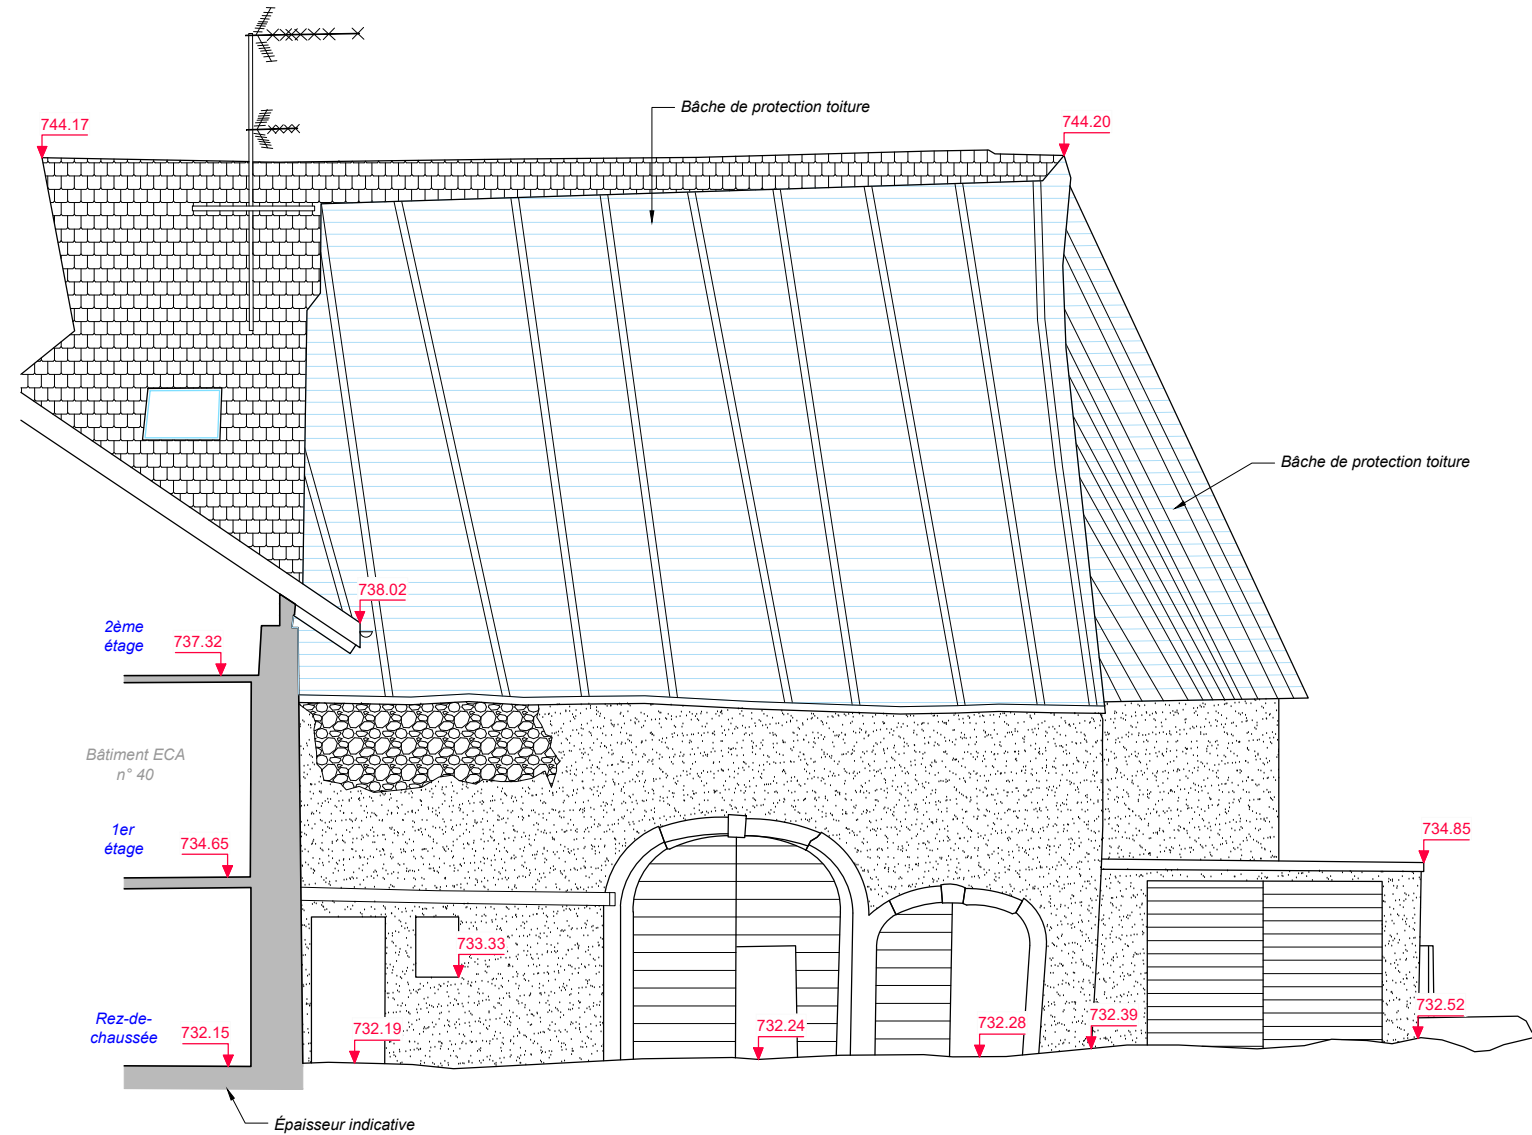 744.17
Bâche de protection toiture
744.20
Bâche de protection toiture
738.02
2ème
étage
737.32
Bâtiment ECA
n° 40
1er
étage
734.65
734.85
733.33
Rez-de-
chaussée
732.15
732.19
732.24
732.28
732.39
732.52
Épaisseur indicative